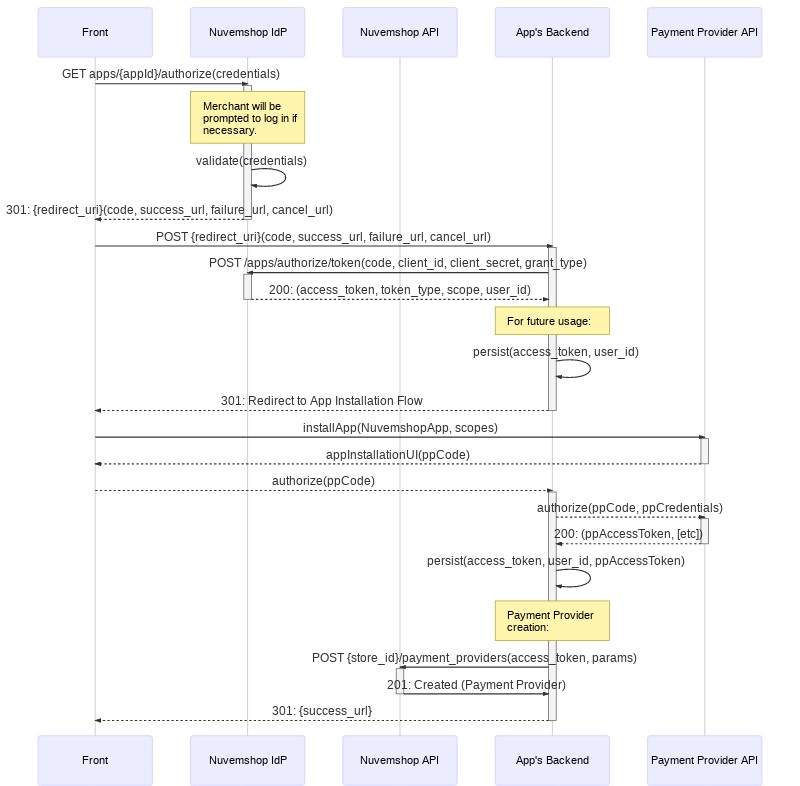 Front
Nuvemshop IdP
Nuvemshop API
App's Backend
Payment Provider API
GET apps/{appId}/authorize(credentials)
Merchant will be
prompted to log in if
necessary.
validate(credentials)
301: {redirect_uri}(code, success_url, failure_url, cancel_url)
POST {redirect_uri}(code, success_url, failure_url, cancel_url)
POST /apps/authorize/token(code, client_id, client_secret, grant_type)
200: (access_token, token_type, scope, user_id)
For future usage:
persist(access_token, user_id)
301: Redirect to App Installation Flow
installApp(NuvemshopApp, scopes)
appInstallationUI(ppCode)
authorize(ppCode)
authorize(ppCode, ppCredentials)
200: (ppAccessToken, [etc])
persist(access_token, user_id, ppAccessToken)
Payment Provider
creation:
POST {store_id}/payment_providers(access_token, params)
201: Created (Payment Provider)
301: {success_url}
Front
Nuvemshop IdP
Nuvemshop API
App's Backend
Payment Provider API